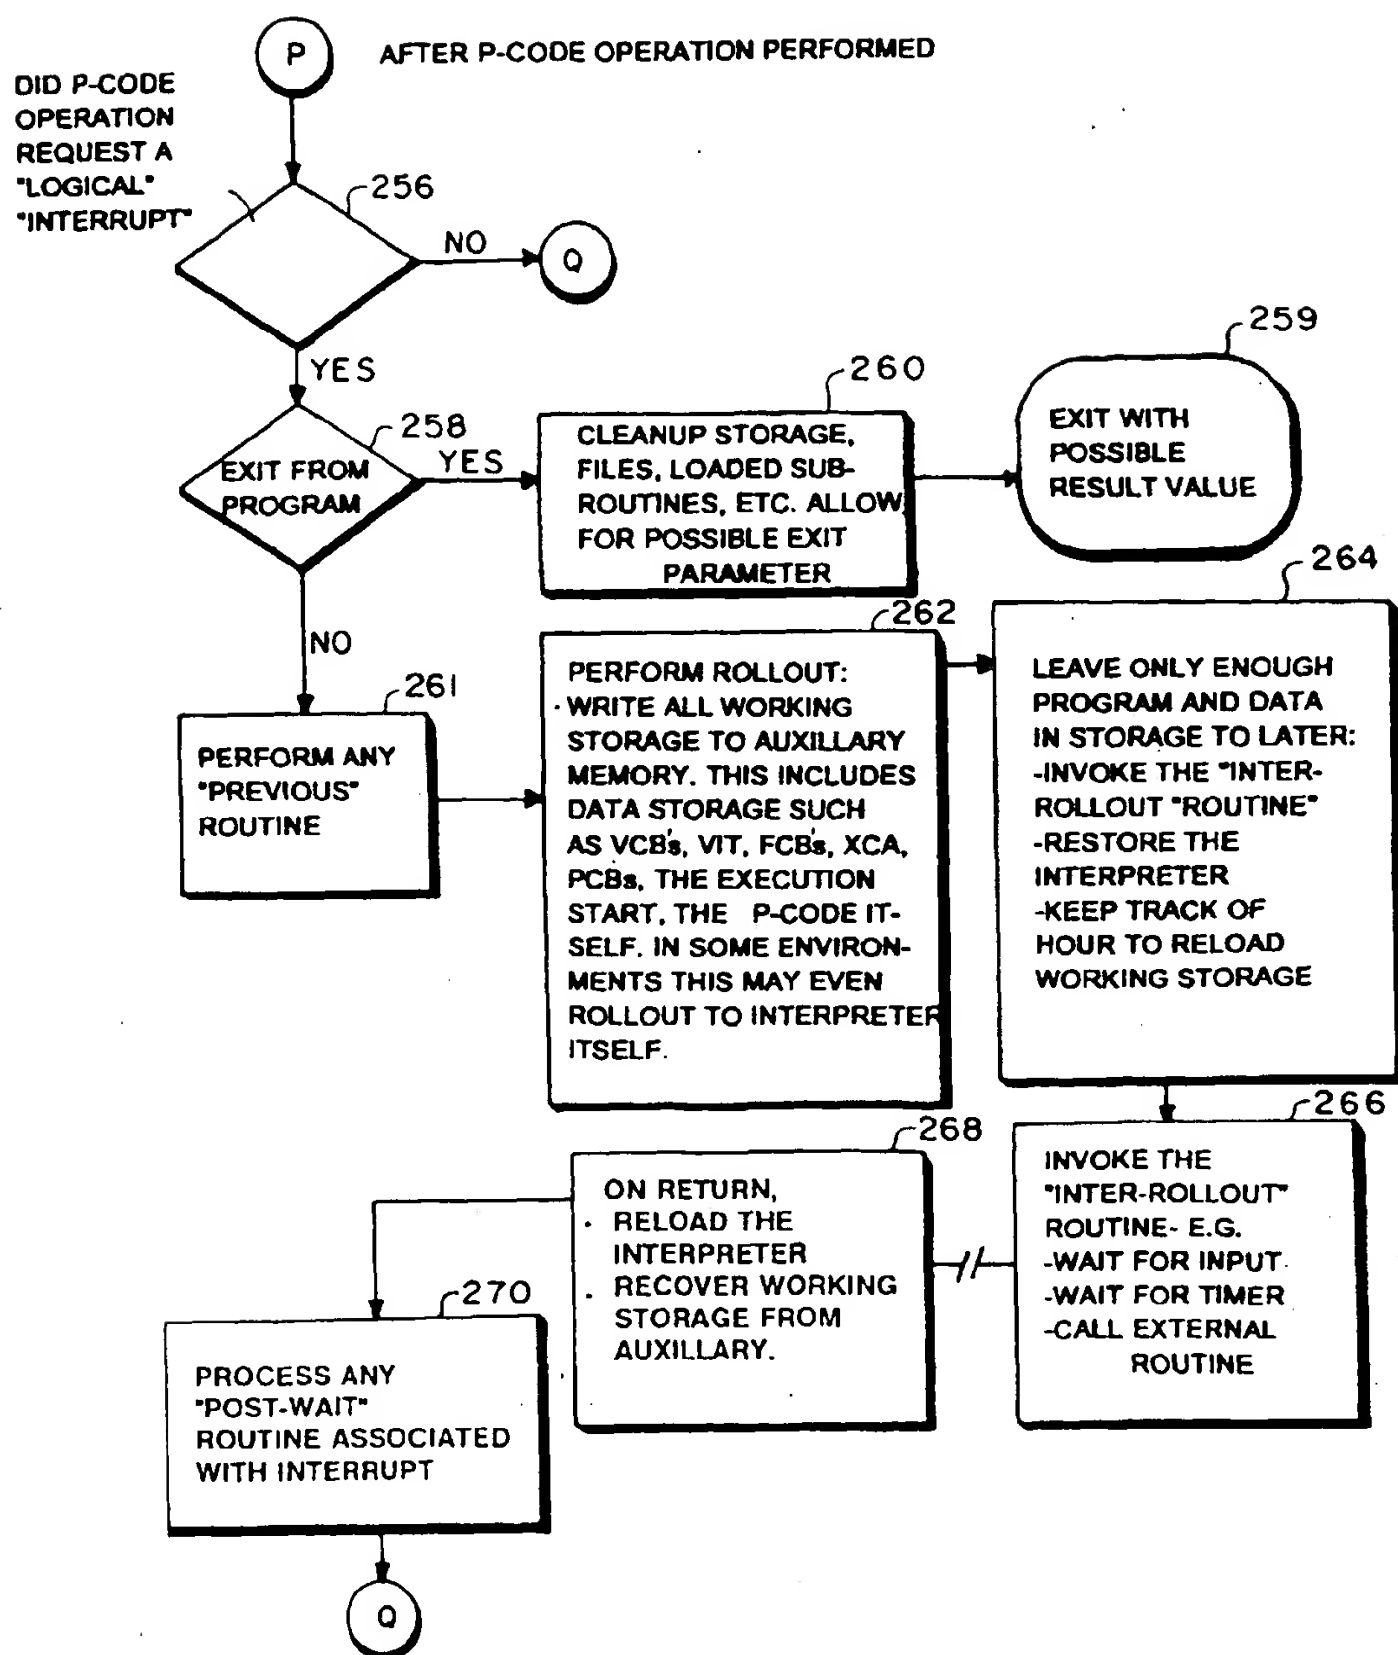 P
AFTER P-CODE OPERATION PERFORMED
DID P-CODE
OPERATION
REQUEST A
"LOGICAL"
"INTERRUPT"
256
NO
Q
YES
258
EXIT FROM
PROGRAM
YES
260
CLEANUP STORAGE,
FILES, LOADED SUB-
ROUTINES, ETC. ALLOW
FOR POSSIBLE EXIT
PARAMETER
259
EXIT WITH
POSSIBLE
RESULT VALUE
NO
261
PERFORM ANY
"PREVIOUS"
ROUTINE
262
PERFORM ROLLOUT:
· WRITE ALL WORKING
STORAGE TO AUXILLARY
MEMORY. THIS INCLUDES
DATA STORAGE SUCH
AS VCB's, VIT, FCB's, XCA,
PCBs, THE EXECUTION
START, THE P-CODE IT-
SELF. IN SOME ENVIRON-
MENTS THIS MAY EVEN
ROLLOUT TO INTERPRETER
ITSELF.
264
LEAVE ONLY ENOUGH
PROGRAM AND DATA
IN STORAGE TO LATER:
-INVOKE THE "INTER-
ROLLOUT "ROUTINE"
-RESTORE THE
INTERPRETER
-KEEP TRACK OF
HOUR TO RELOAD
WORKING STORAGE
266
INVOKE THE
"INTER-ROLLOUT"
ROUTINE- E.G.
-WAIT FOR INPUT
-WAIT FOR TIMER
-CALL EXTERNAL
ROUTINE
268
ON RETURN,
· RELOAD THE
INTERPRETER
· RECOVER WORKING
STORAGE FROM
AUXILLARY.
270
PROCESS ANY
"POST-WAIT"
ROUTINE ASSOCIATED
WITH INTERRUPT
Q